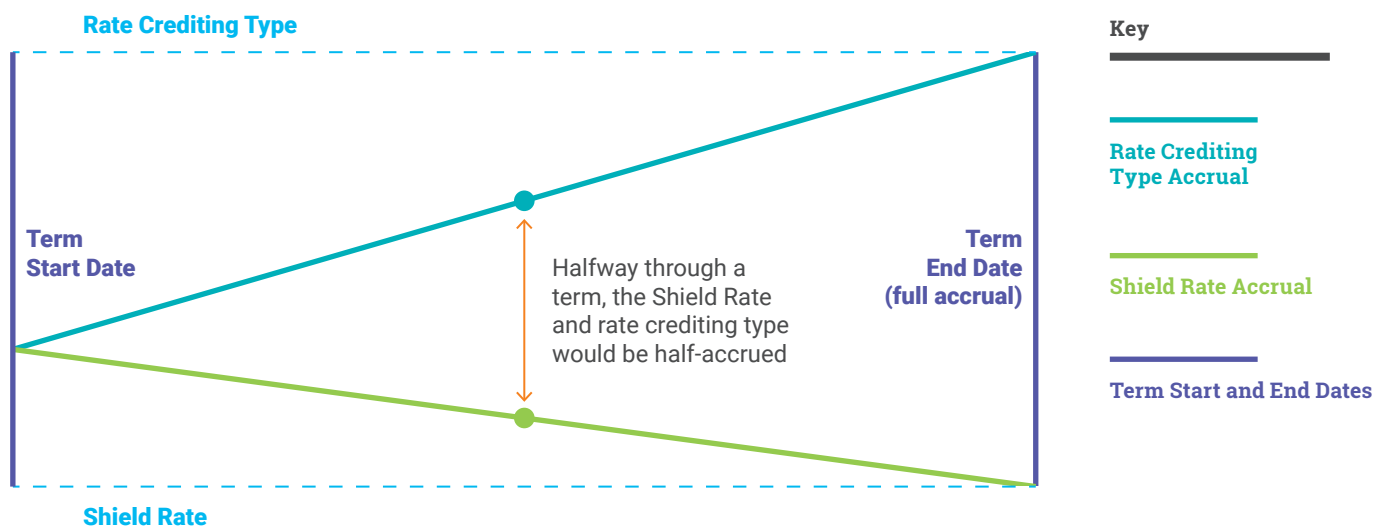 Rate Crediting Type
Term
Start Date
Halfway through a
term, the Shield Rate
and rate crediting type
would be half-accrued
Term
End Date
(full accrual)
Shield Rate
Key
Rate Crediting
Type Accrual
Shield Rate Accrual
Term Start and End Dates